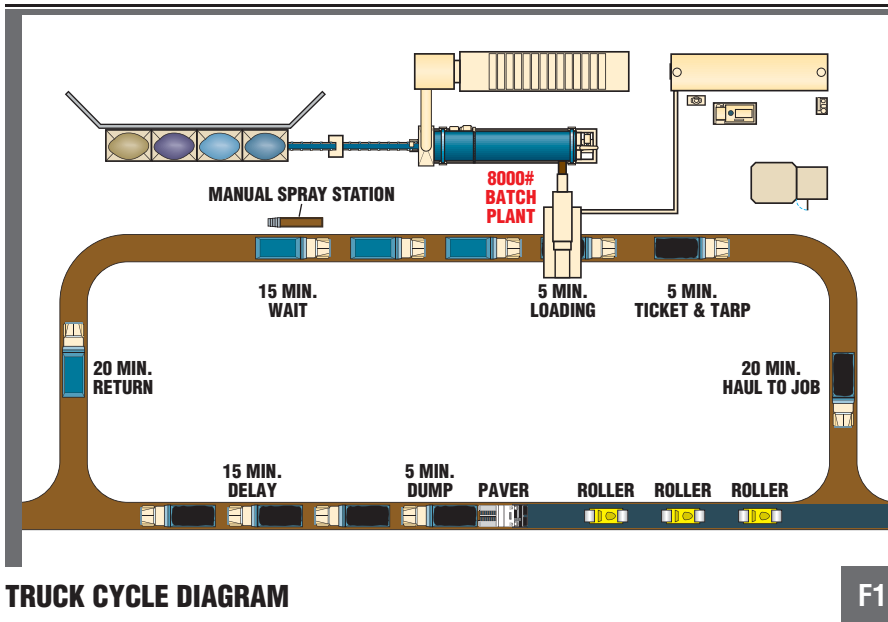 8000#
BATCH
PLANT
MANUAL SPRAY STATION
15 MIN.
WAIT
5 MIN.
LOADING
5 MIN.
TICKET & TARP
20 MIN.
RETURN
20 MIN.
HAUL TO JOB
15 MIN.
DELAY
5 MIN.
DUMP
PAVER
ROLLER
ROLLER
ROLLER
TRUCK CYCLE DIAGRAM
F1